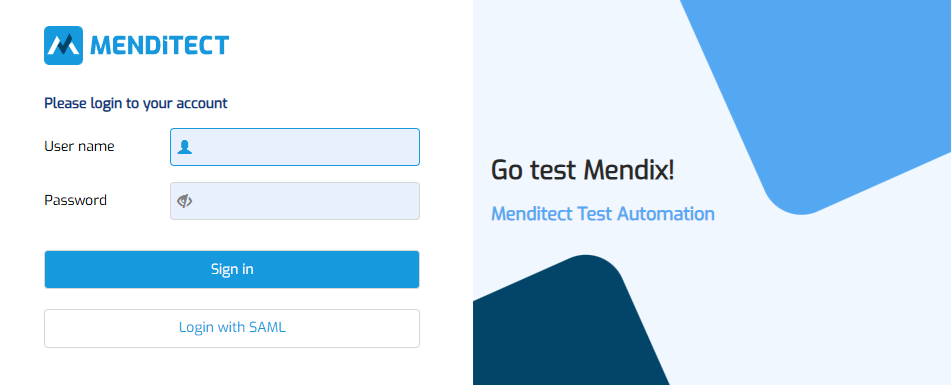 MENDiTECT
Please login to your account
User name
Password
Sign in
Login with SAML
Go test Mendix!
Menditect Test Automation